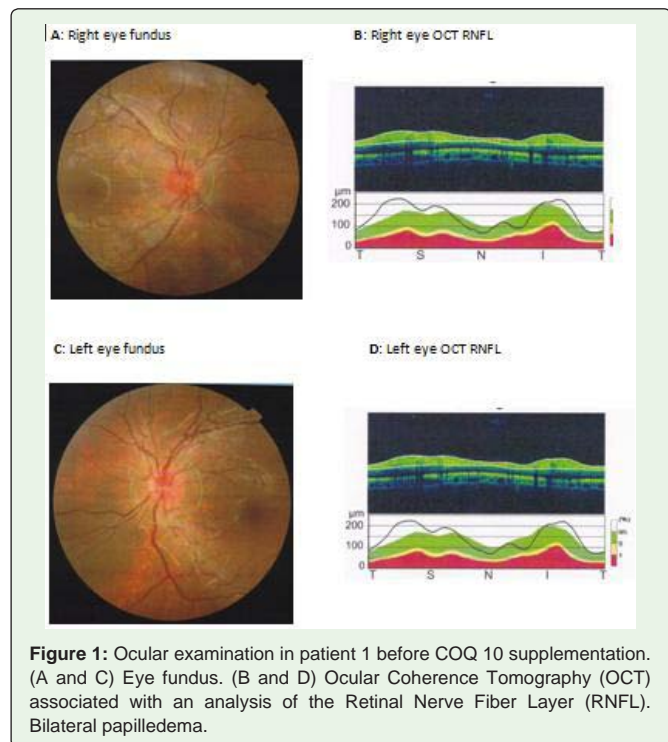 A: Right eye fundus
B: Right eye OCT RNFL
µm
200
100
0
T S N I T
C: Left eye fundus
D: Left eye OCT RNFL
µm
200
100
0
T S N I T
Figure 1: Ocular examination in patient 1 before COQ 10 supplementation.
(A and C) Eye fundus. (B and D) Ocular Coherence Tomography (OCT)
associated with an analysis of the Retinal Nerve Fiber Layer (RNFL).
Bilateral papilledema.